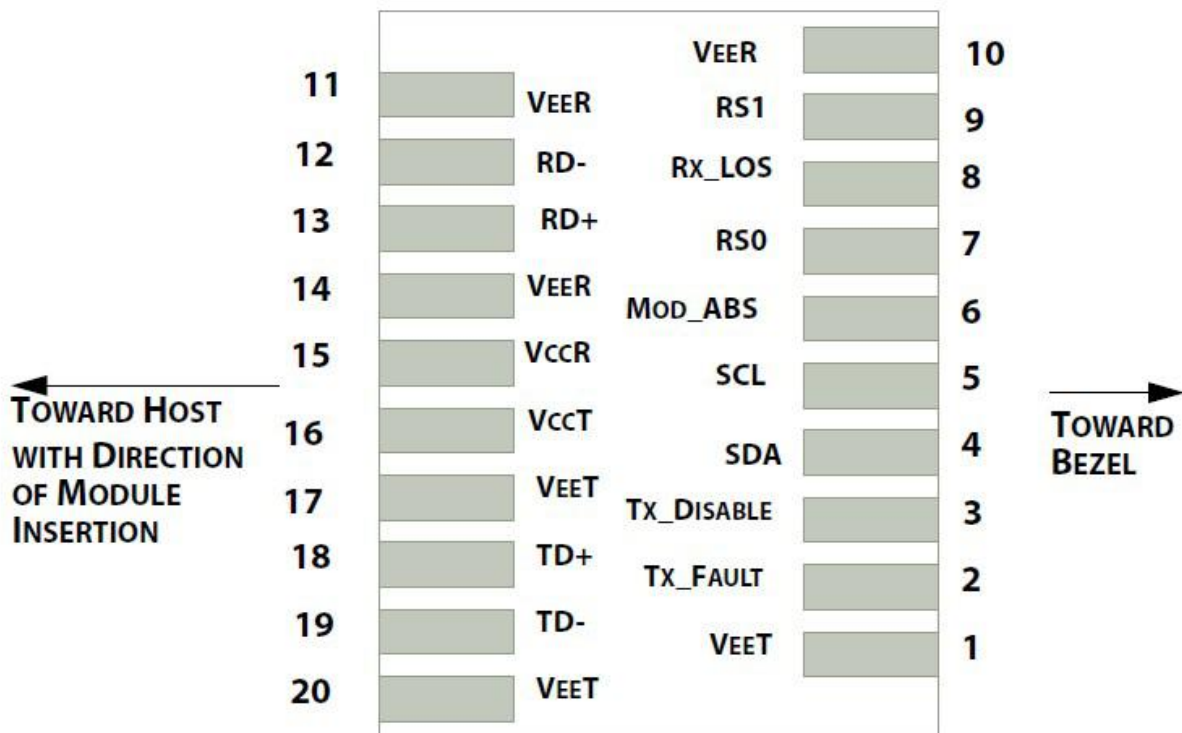 VEER 10
11 VEER
RS1 9
12 RD-
RX_LOS 8
13 RD+
RS0 7
14 VEER
MOD_ABS 6
15 VCCR
SCL 5
TOWARD HOST
WITH DIRECTION
OF MODULE
INSERTION
16 VCCT
TOWARD
BEZEL
SDA 4
17 VEET
TX_DISABLE 3
18 TD+
TX_FAULT 2
19 TD-
VEET 1
20 VEET